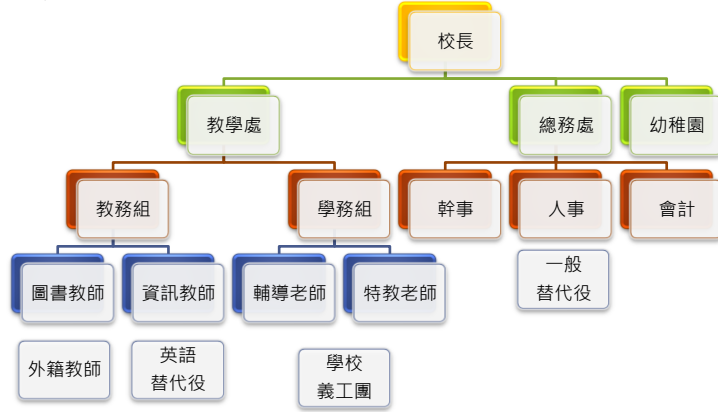 校長
教學處
總務處
幼稚園
教務組
學務組
幹事
人事
會計
圖書教師
資訊教師
輔導老師
特教老師
一般
替代役
外籍教師
英語
替代役
學校
義工團